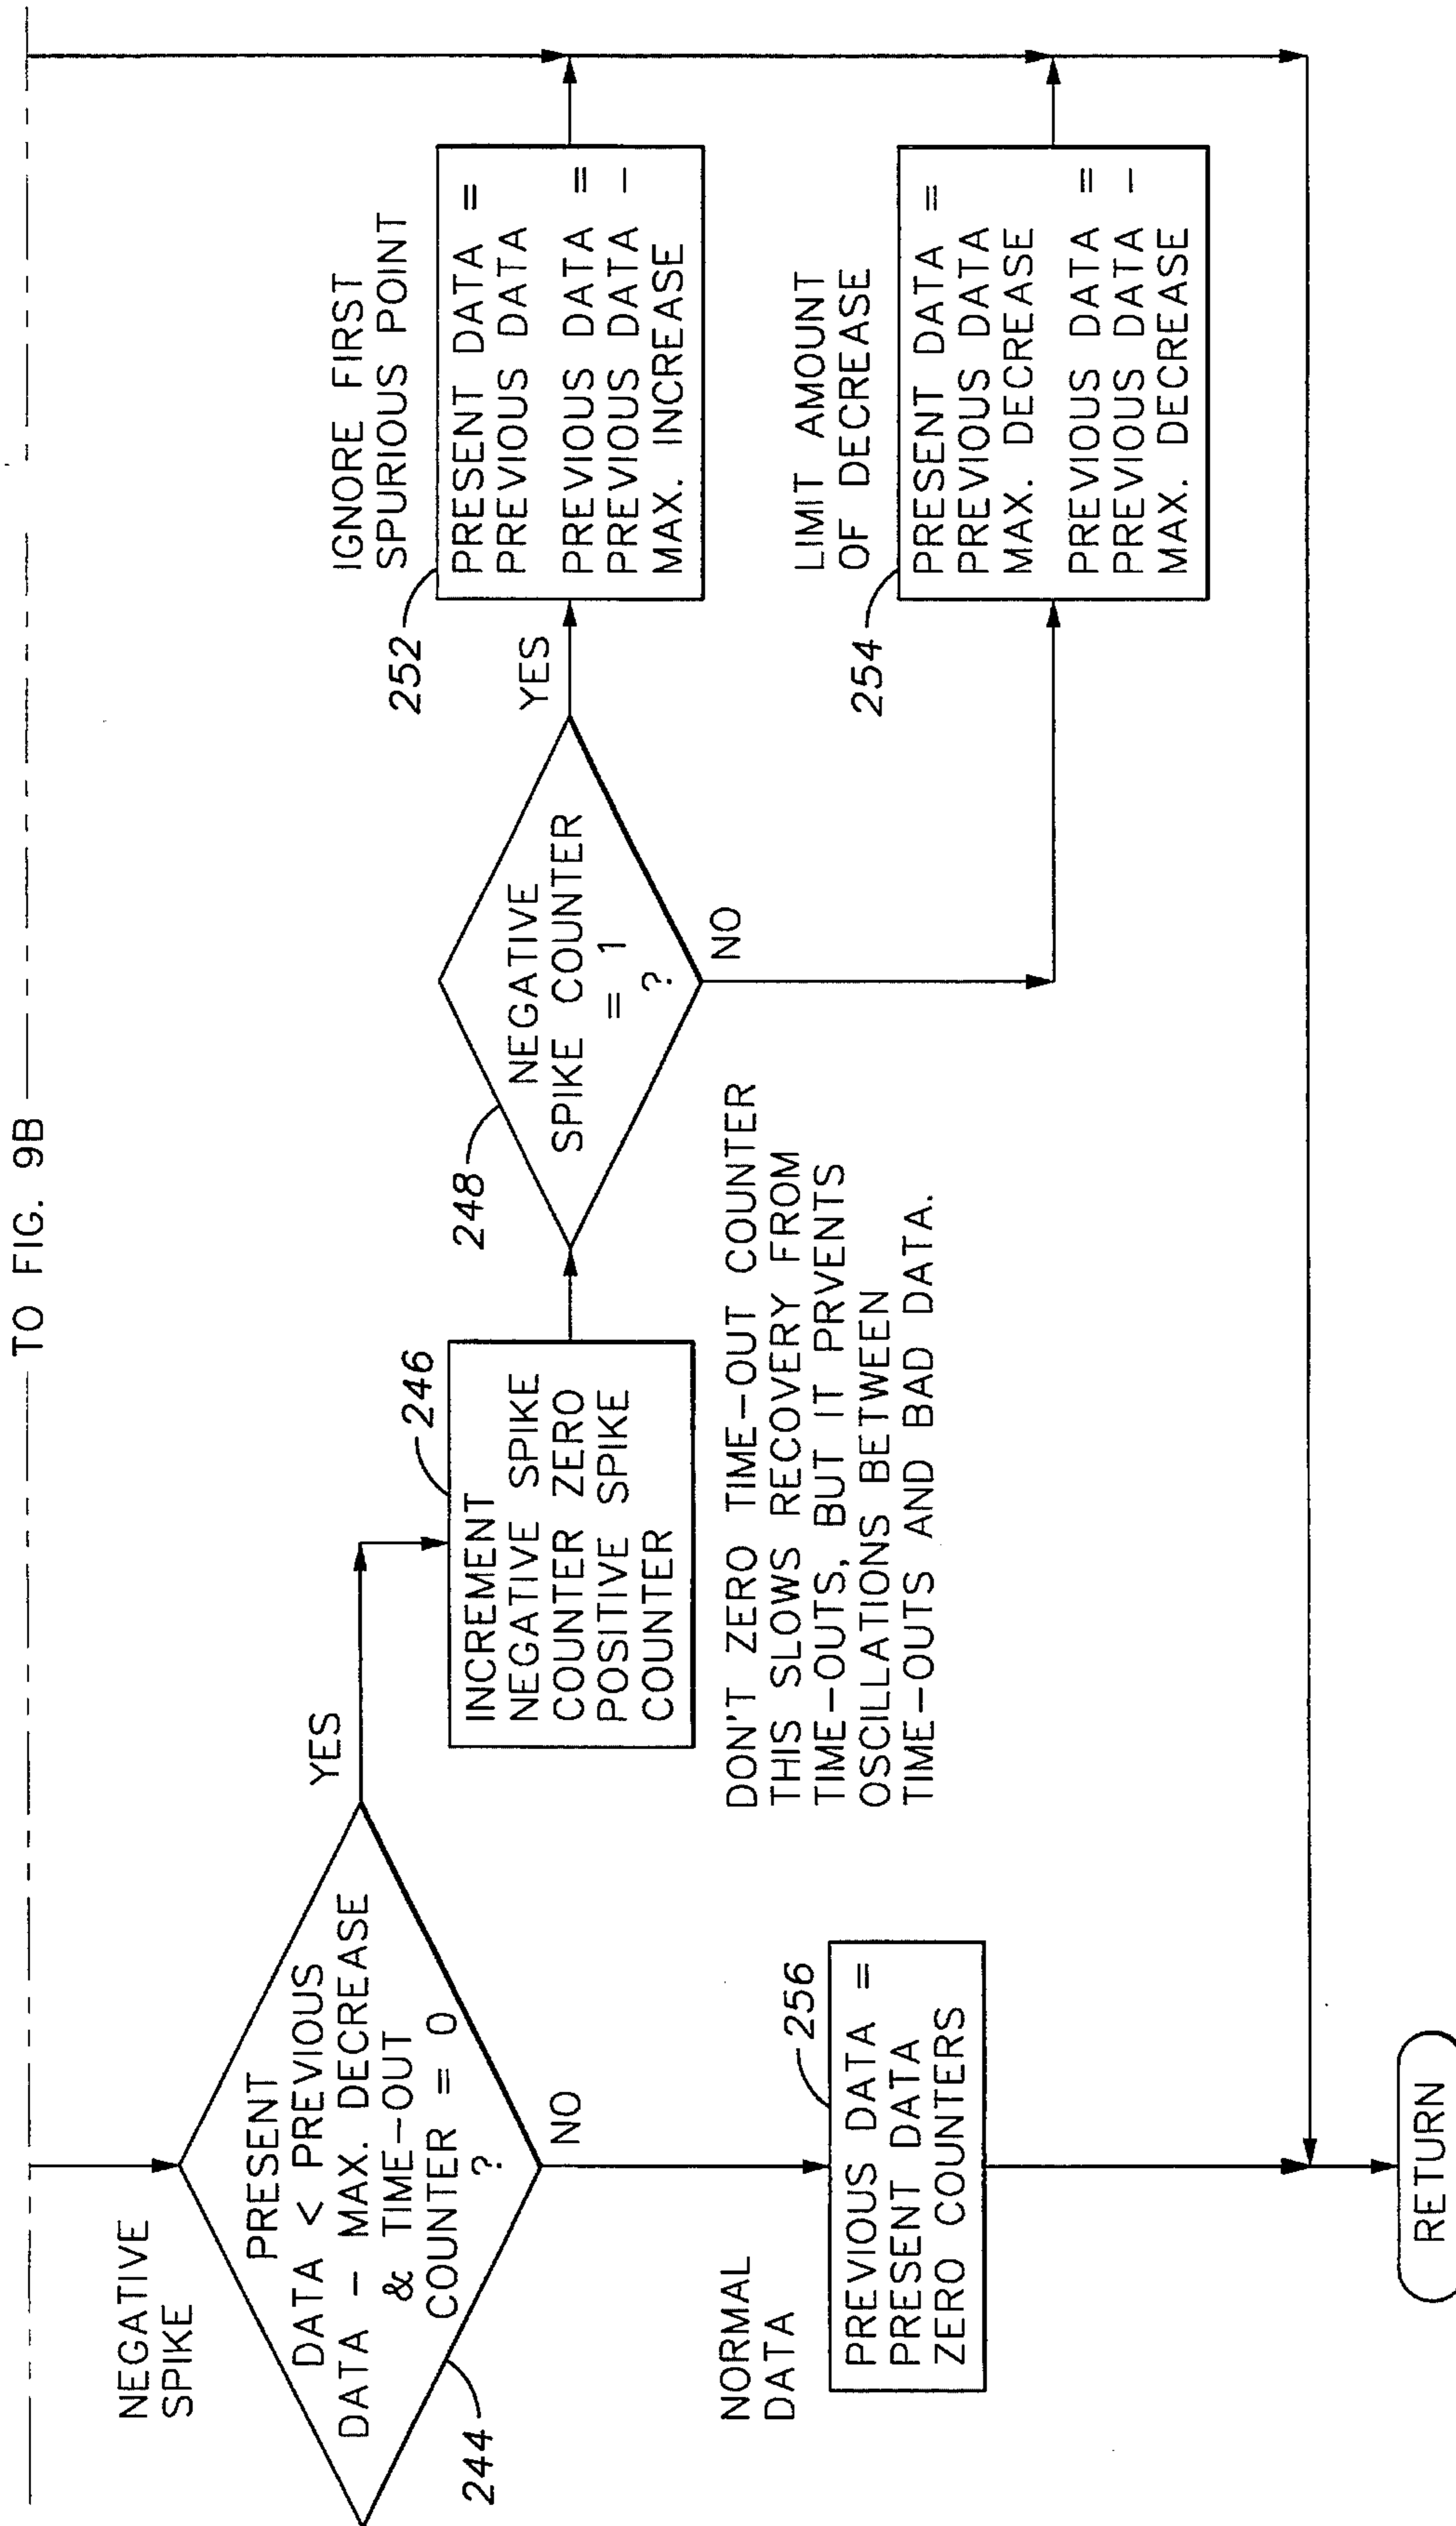 TO FIG. 9B
NEGATIVE
SPIKE
PRESENT
DATA < PREVIOUS
DATA – MAX. DECREASE
& TIME–OUT
COUNTER = 0
?
244
YES
NO
INCREMENT
NEGATIVE SPIKE
COUNTER ZERO
POSITIVE SPIKE
COUNTER
246
DON'T ZERO TIME–OUT COUNTER
THIS SLOWS RECOVERY FROM
TIME–OUTS, BUT IT PRVENTS
OSCILLATIONS BETWEEN
TIME–OUTS AND BAD DATA.
248
NEGATIVE
SPIKE COUNTER
= 1
?
YES
NO
IGNORE FIRST
SPURIOUS POINT
252
PRESENT DATA =
PREVIOUS DATA
PREVIOUS DATA =
PREVIOUS DATA –
MAX. INCREASE
LIMIT AMOUNT
OF DECREASE
254
PRESENT DATA =
PREVIOUS DATA
MAX. DECREASE
PREVIOUS DATA =
PREVIOUS DATA –
MAX. DECREASE
NORMAL
DATA
256
PREVIOUS DATA =
PRESENT DATA
ZERO COUNTERS
RETURN